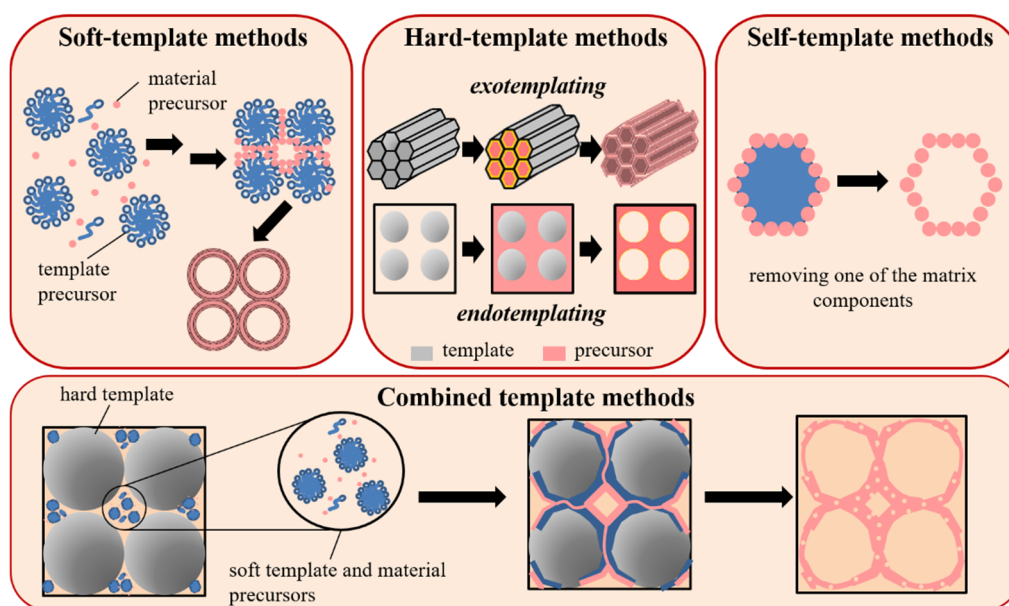 Soft-template methods
material
precursor
template
precursor
Hard-template methods
exotemplating
endotemplating
template
precursor
Self-template methods
removing one of the matrix
components
Combined template methods
hard template
soft template and material
precursors